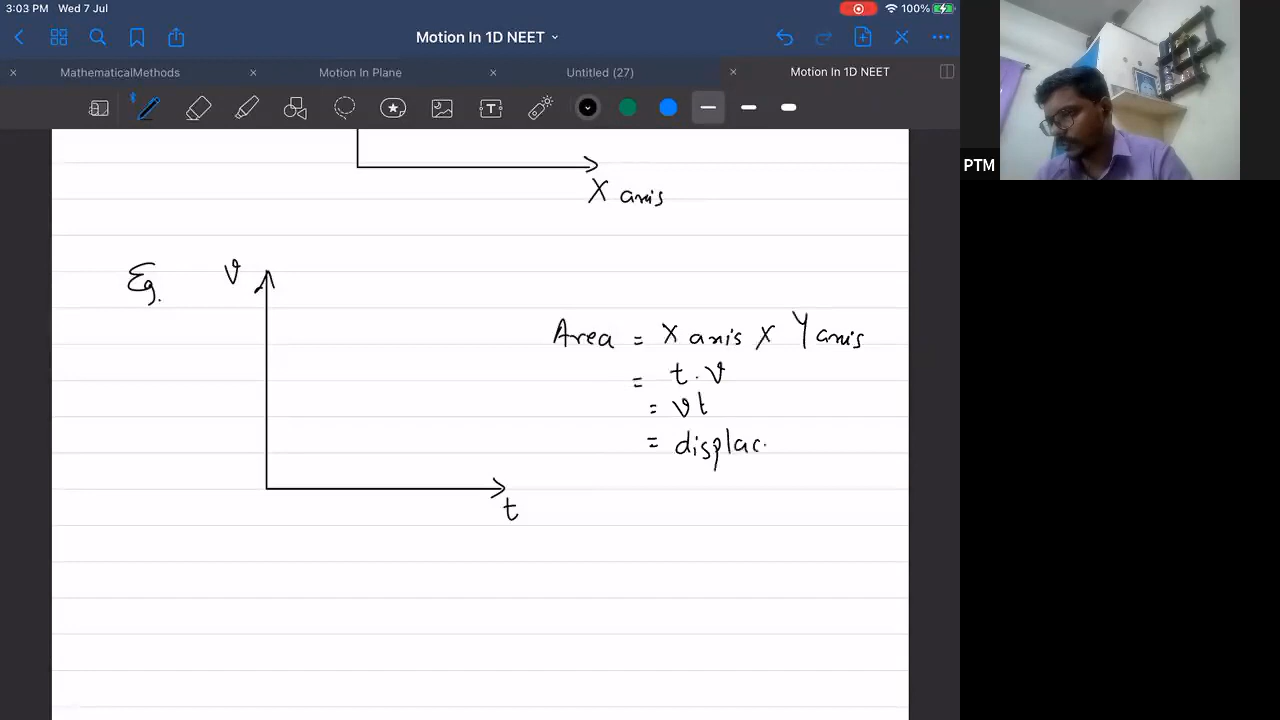 3:03 PM Wed 7 Jul
100%
Motion In 1D NEET
MathematicalMethods
Motion In Plane
Untitled (27)
Motion In 1D NEET
PTM
X axis
Eg.
v
t
Area = X axis X Y axis
= t.v
= vt
= displac